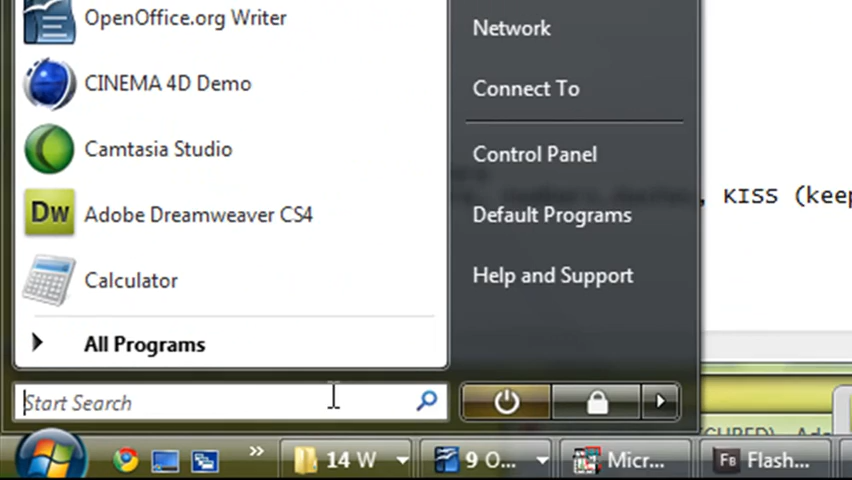 OpenOffice.org Writer
CINEMA 4D Demo
Camtasia Studio
Dw
Adobe Dreamweaver CS4
Calculator
All Programs
Start Search
Network
Connect To
Control Panel
Default Programs
Help and Support
, KISS (keep
14 W
9 O...
Micr...
Fb
Flash...